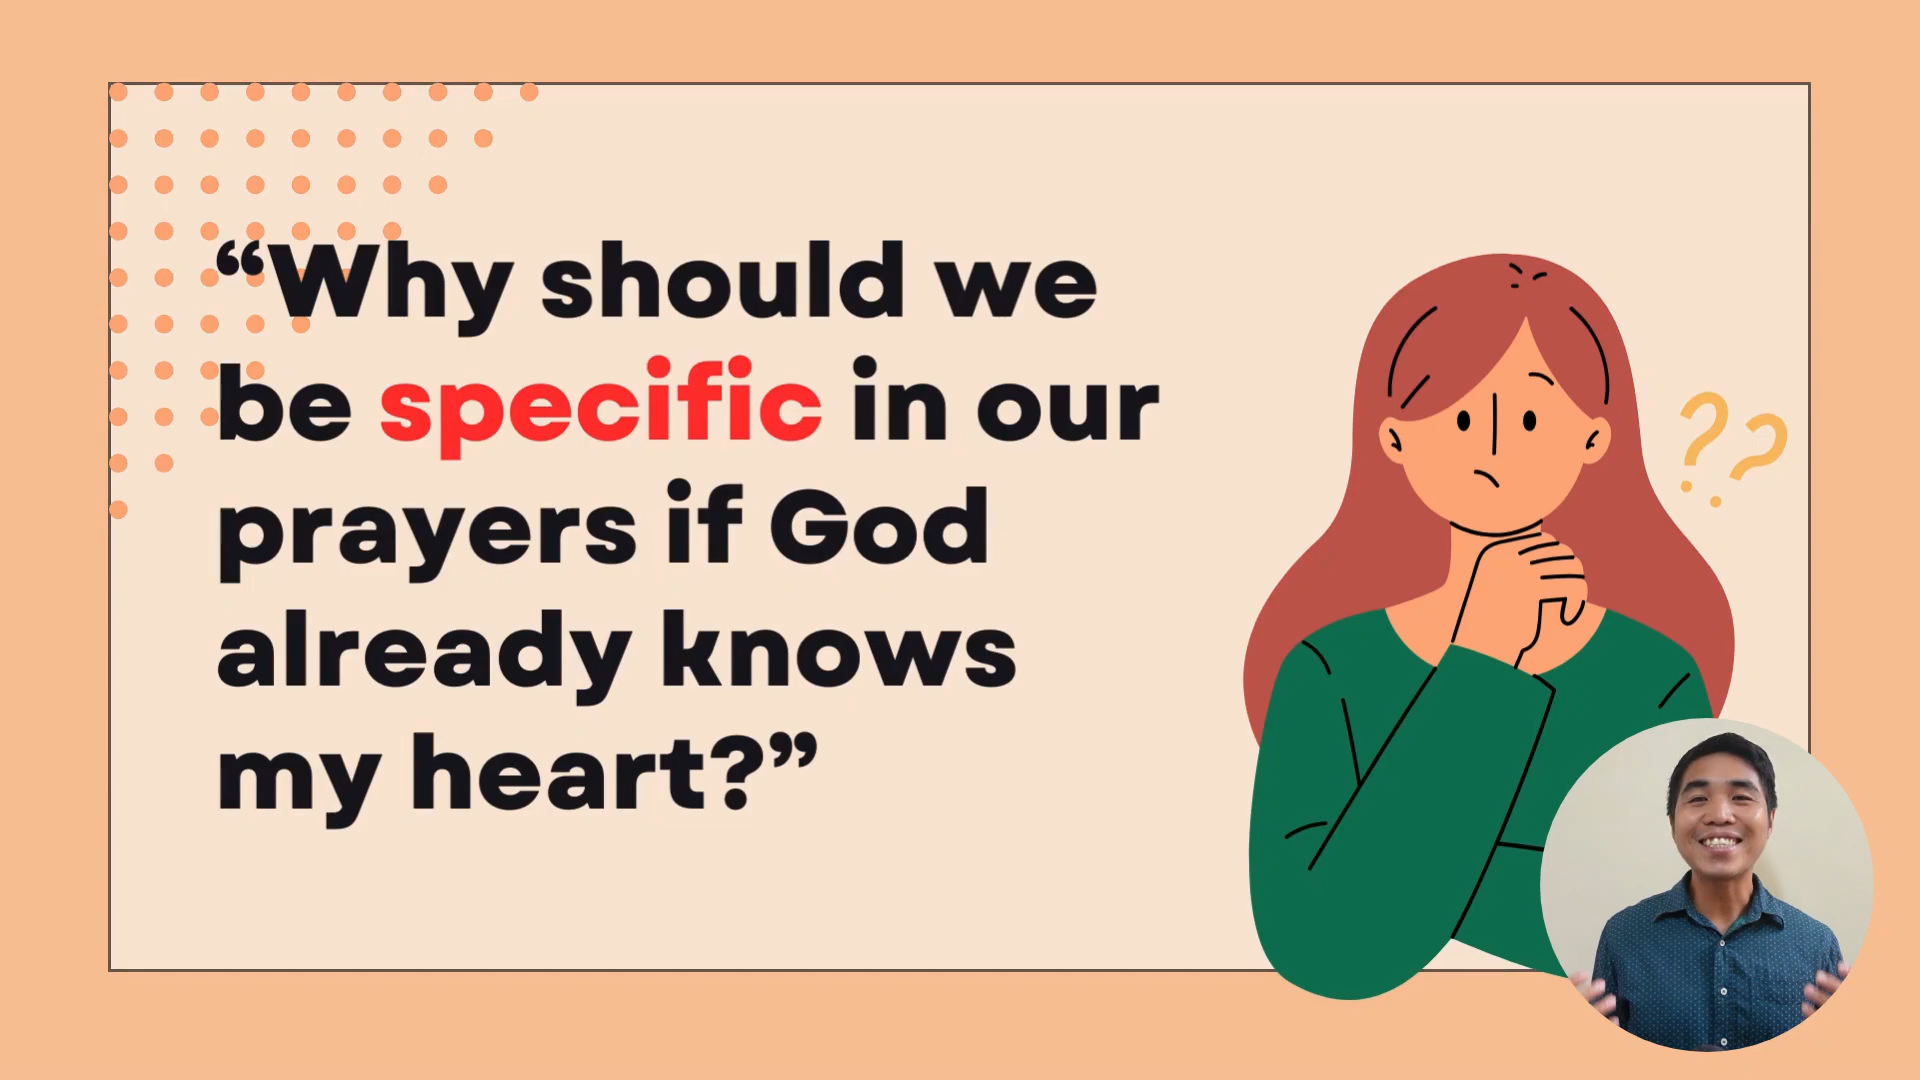 “Why should we
be specific in our
prayers if God
already knows
my heart?”
??